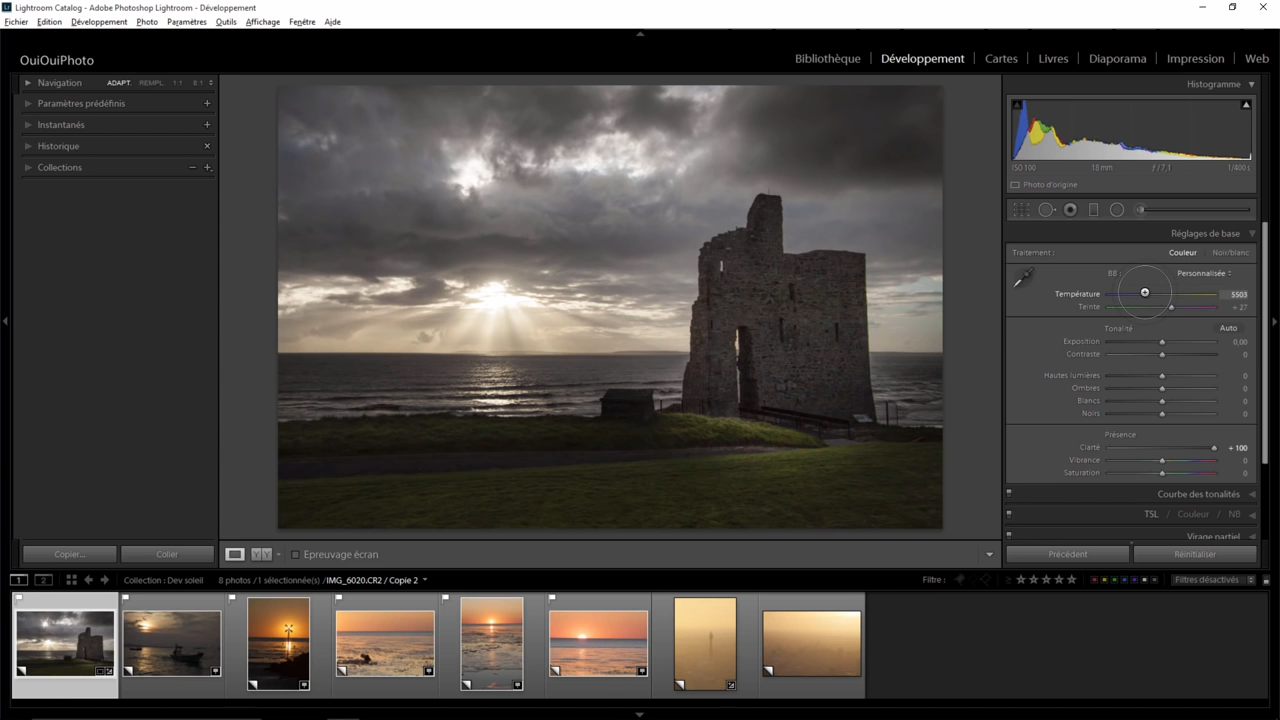 Lightroom Catalog - Adobe Photoshop Lightroom - Développement
Fichier Edition Développement Photo Paramètres Outils Affichage Fenêtre Aide
OuiOuiPhoto
Bibliothèque | Développement | Cartes | Livres | Diaporama | Impression | Web
Navigation ADAPT. REMPL. 1:1 8:1
Paramètres prédéfinis
Instantanés
Historique
Collections
Histogramme
ISO 100 18 mm ƒ / 7,1 1/400 s
Photo d'origine
Réglages de base
Traitement : Couleur Noir/blanc
BB : Personnalisée
Température 5503
Teinte + 27
Tonalité Auto
Exposition 0,00
Contraste 0
Hautes lumières 0
Ombres 0
Blancs 0
Noirs 0
Présence
Clarté + 100
Vibrance 0
Saturation 0
Courbe des tonalités
TSL / Couleur / NB
Virage partiel
Copier... Coller
Y Y Epreuvage écran
Précédent Réinitialiser
1 2 Collection : Dev soleil 8 photos /1 sélectionnée(s) /IMG_6020.CR2 / Copie 2 Filtre : Filtres désactivés